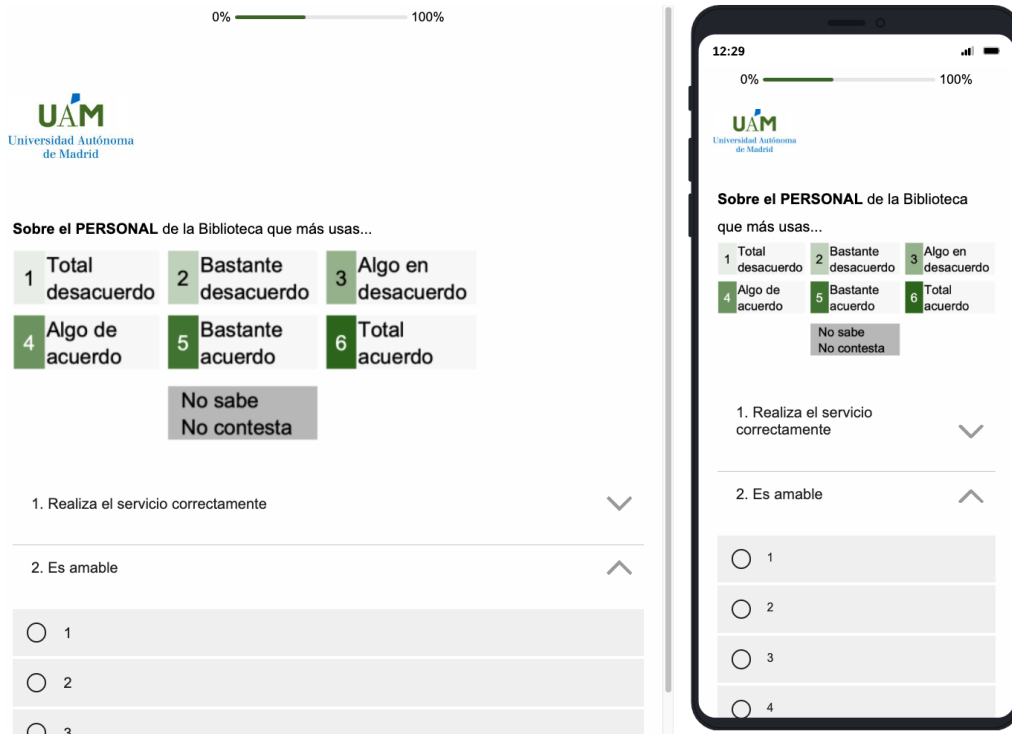 0% 100%
UAM
Universidad Autónoma
de Madrid
Sobre el PERSONAL de la Biblioteca que más usas...
1 Total desacuerdo
2 Bastante desacuerdo
3 Algo en desacuerdo
4 Algo de acuerdo
5 Bastante acuerdo
6 Total acuerdo
No sabe
No contesta
1. Realiza el servicio correctamente
2. Es amable
1
2
3
12:29
0% 100%
UAM
Universidad Autónoma
de Madrid
Sobre el PERSONAL de la Biblioteca
que más usas...
1 Total desacuerdo
2 Bastante desacuerdo
3 Algo en desacuerdo
4 Algo de acuerdo
5 Bastante acuerdo
6 Total acuerdo
No sabe
No contesta
1. Realiza el servicio
correctamente
2. Es amable
1
2
3
4